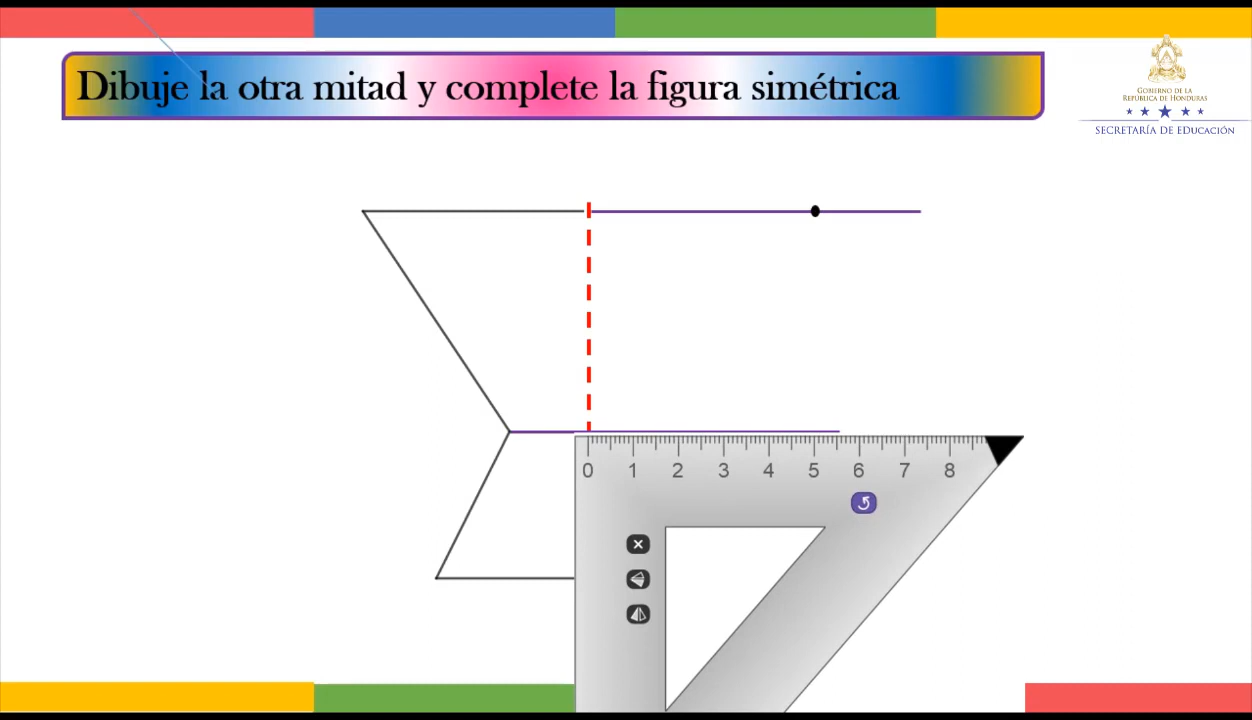 Dibuje la otra mitad y complete la figura simétrica
GOBIERNO DE LA
REPÚBLICA DE HONDURAS
SECRETARÍA DE EDUCACIÓN
0 1 2 3 4 5 6 7 8